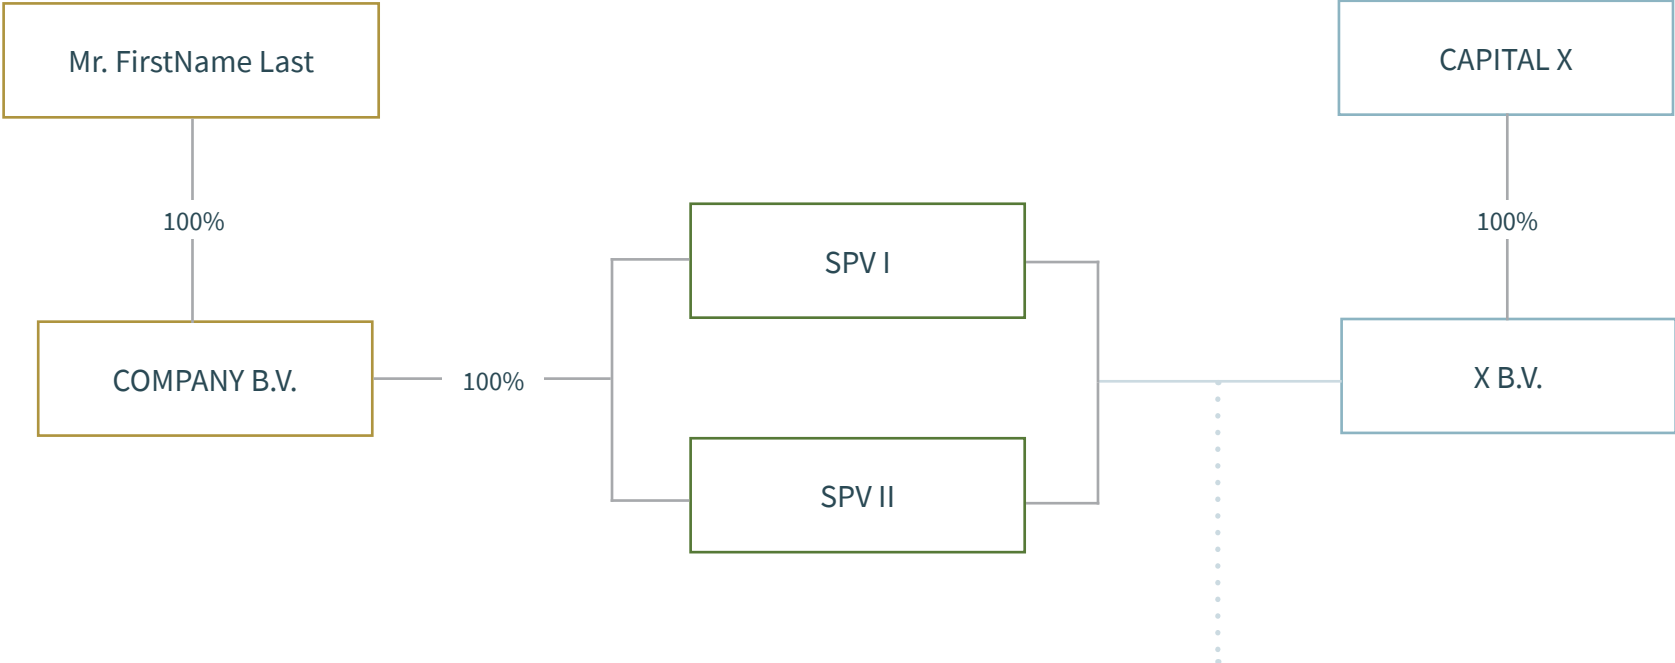 Mr. FirstName Last
CAPITAL X
100%
100%
SPV I
COMPANY B.V.
100%
X B.V.
SPV II